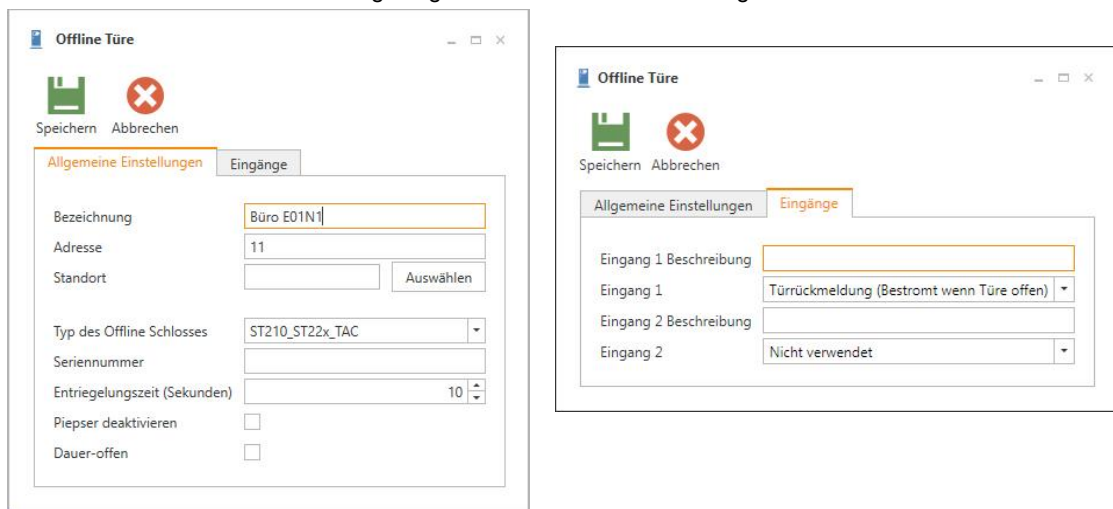 Offline Türe
Speichern Abbrechen
Allgemeine Einstellungen Eingänge
Bezeichnung Büro E01N1
Adresse 11
Standort Auswählen
Typ des Offline Schlosses ST210_ST22x_TAC
Seriennummer
Entriegelungszeit (Sekunden) 10
Piepser deaktivieren
Dauer-offen
Offline Türe
Speichern Abbrechen
Allgemeine Einstellungen Eingänge
Eingang 1 Beschreibung
Eingang 1 Türrückmeldung (Bestromt wenn Türe offen)
Eingang 2 Beschreibung
Eingang 2 Nicht verwendet